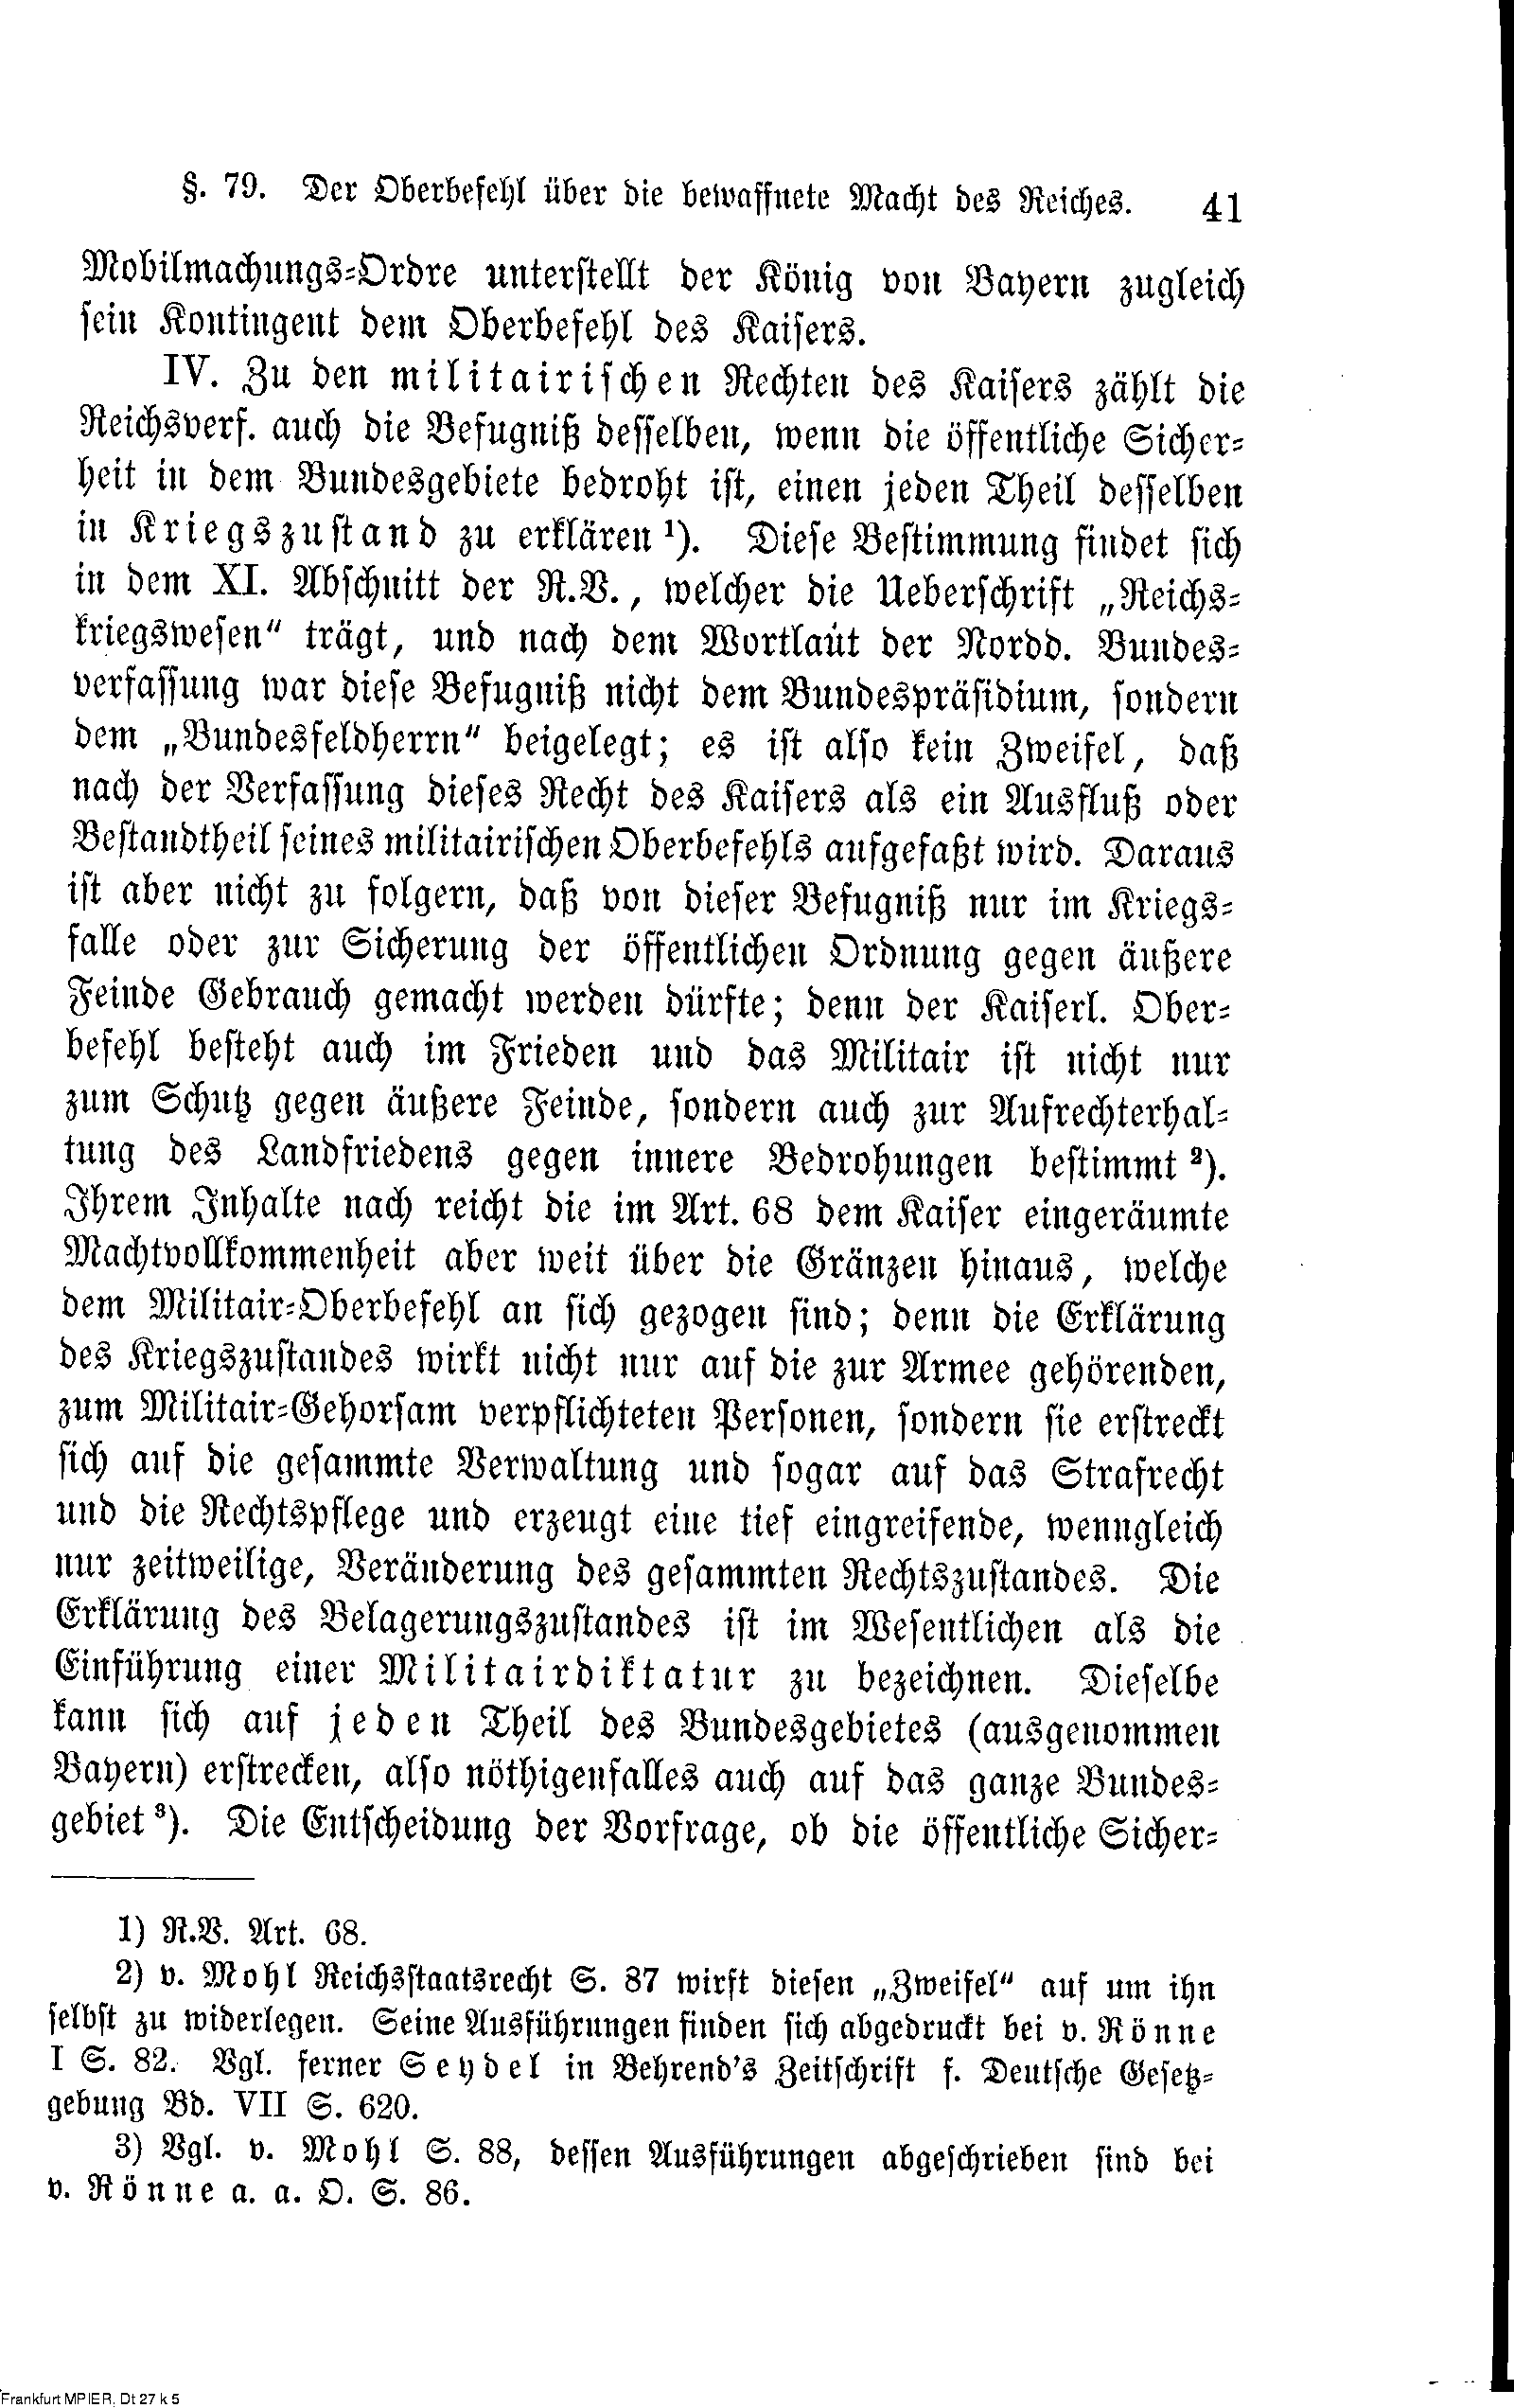 §. 79. Der Oberbefehl über die bewaffnete Macht des Reiches. 41
Mobilmachungs-Ordre unterstellt der König von Bayern zugleich
sein Kontingent dem Oberbefehl des Kaisers.
IV. Zu den militairischen Rechten des Kaisers zählt die
Reichsverf. auch die Befugniß desselben, wenn die öffentliche Sicher-
heit in dem Bundesgebiete bedroht ist, einen jeden Theil desselben
in Kriegszustand zu erklären ¹). Diese Bestimmung findet sich
in dem XI. Abschnitt der R.V., welcher die Ueberschrift „Reichs-
kriegswesen" trägt, und nach dem Wortlaut der Nordd. Bundes-
verfassung war diese Befugniß nicht dem Bundespräsidium, sondern
dem „Bundesfeldherrn" beigelegt; es ist also kein Zweifel, daß
nach der Verfassung dieses Recht des Kaisers als ein Ausfluß oder
Bestandtheil seines militairischen Oberbefehls aufgefaßt wird. Daraus
ist aber nicht zu folgern, daß von dieser Befugniß nur im Kriegs-
falle oder zur Sicherung der öffentlichen Ordnung gegen äußere
Feinde Gebrauch gemacht werden dürfte; denn der Kaiserl. Ober-
befehl besteht auch im Frieden und das Militair ist nicht nur
zum Schutz gegen äußere Feinde, sondern auch zur Aufrechterhal-
tung des Landfriedens gegen innere Bedrohungen bestimmt ²).
Ihrem Inhalte nach reicht die im Art. 68 dem Kaiser eingeräumte
Machtvollkommenheit aber weit über die Gränzen hinaus, welche
dem Militair-Oberbefehl an sich gezogen sind; denn die Erklärung
des Kriegszustandes wirkt nicht nur auf die zur Armee gehörenden,
zum Militair-Gehorsam verpflichteten Personen, sondern sie erstreckt
sich auf die gesammte Verwaltung und sogar auf das Strafrecht
und die Rechtspflege und erzeugt eine tief eingreifende, wenngleich
nur zeitweilige, Veränderung des gesammten Rechtszustandes. Die
Erklärung des Belagerungszustandes ist im Wesentlichen als die
Einführung einer Militairdiktatur zu bezeichnen. Dieselbe
kann sich auf jeden Theil des Bundesgebietes (ausgenommen
Bayern) erstrecken, also nöthigenfalles auch auf das ganze Bundes-
gebiet ³). Die Entscheidung der Vorfrage, ob die öffentliche Sicher-
1) R.V. Art. 68.
2) v. Mohl Reichsstaatsrecht S. 87 wirft diesen „Zweifel" auf um ihn
selbst zu widerlegen. Seine Ausführungen finden sich abgedruckt bei v. Rönne
I S. 82. Vgl. ferner Seydel in Behrend's Zeitschrift f. Deutsche Gesetz-
gebung Bd. VII S. 620.
3) Vgl. v. Mohl S. 88, dessen Ausführungen abgeschrieben sind bei
v. Rönne a. a. O. S. 86.
Frankfurt MPIER, Dt 27 k 5